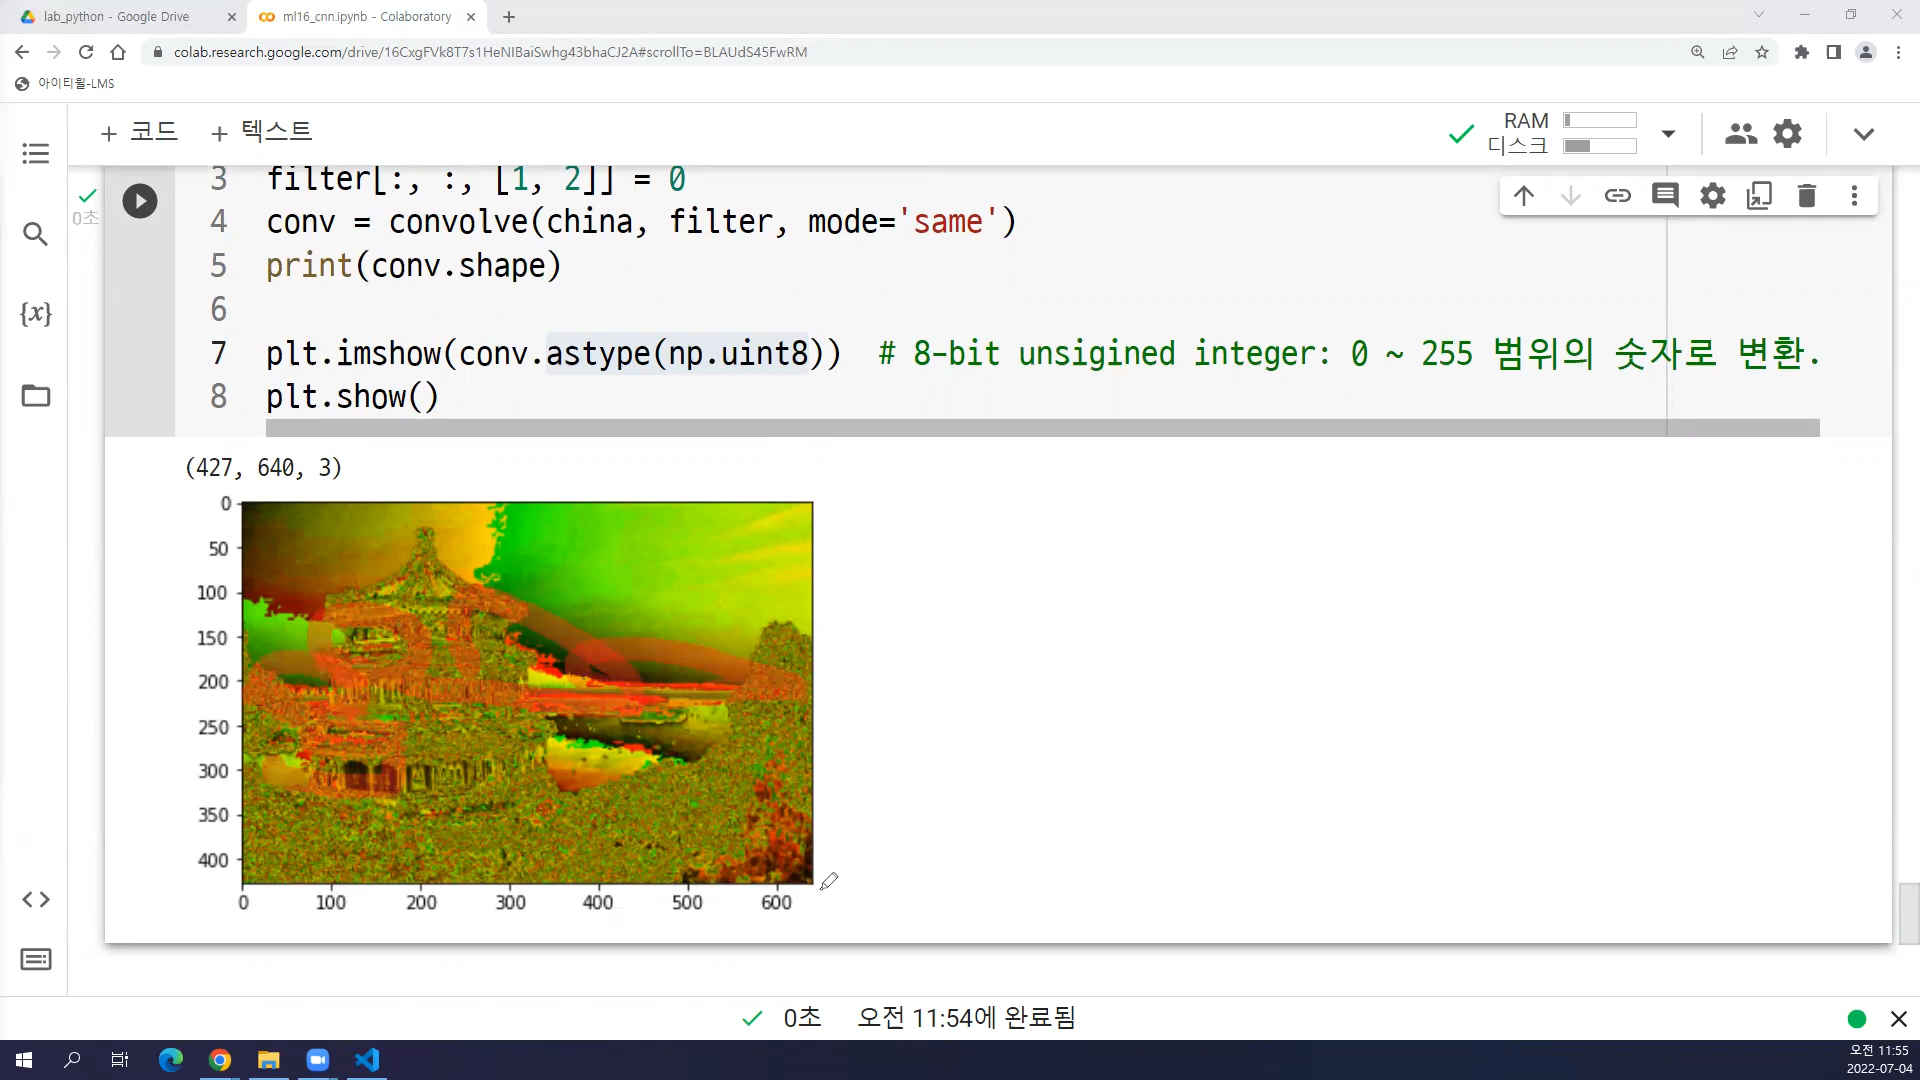 lab_python - Google Drive
ml16_cnn.ipynb - Colaboratory
colab.research.google.com/drive/16CxgFVk8T7s1HeNIBaiSwhg43bhaCJ2A#scrollTo=BLAUdS45FwRM
아이티윌-LMS
+ 코드 + 텍스트
RAM
디스크
0초
3 filter[:, :, [1, 2]] = 0
4 conv = convolve(china, filter, mode='same')
5 print(conv.shape)
6
7 plt.imshow(conv.astype(np.uint8)) # 8-bit unsigined integer: 0 ~ 255 범위의 숫자로 변환.
8 plt.show()
(427, 640, 3)
0
50
100
150
200
250
300
350
400
0 100 200 300 400 500 600
{x}
0초 오전 11:54에 완료됨
오전 11:55
2022-07-04